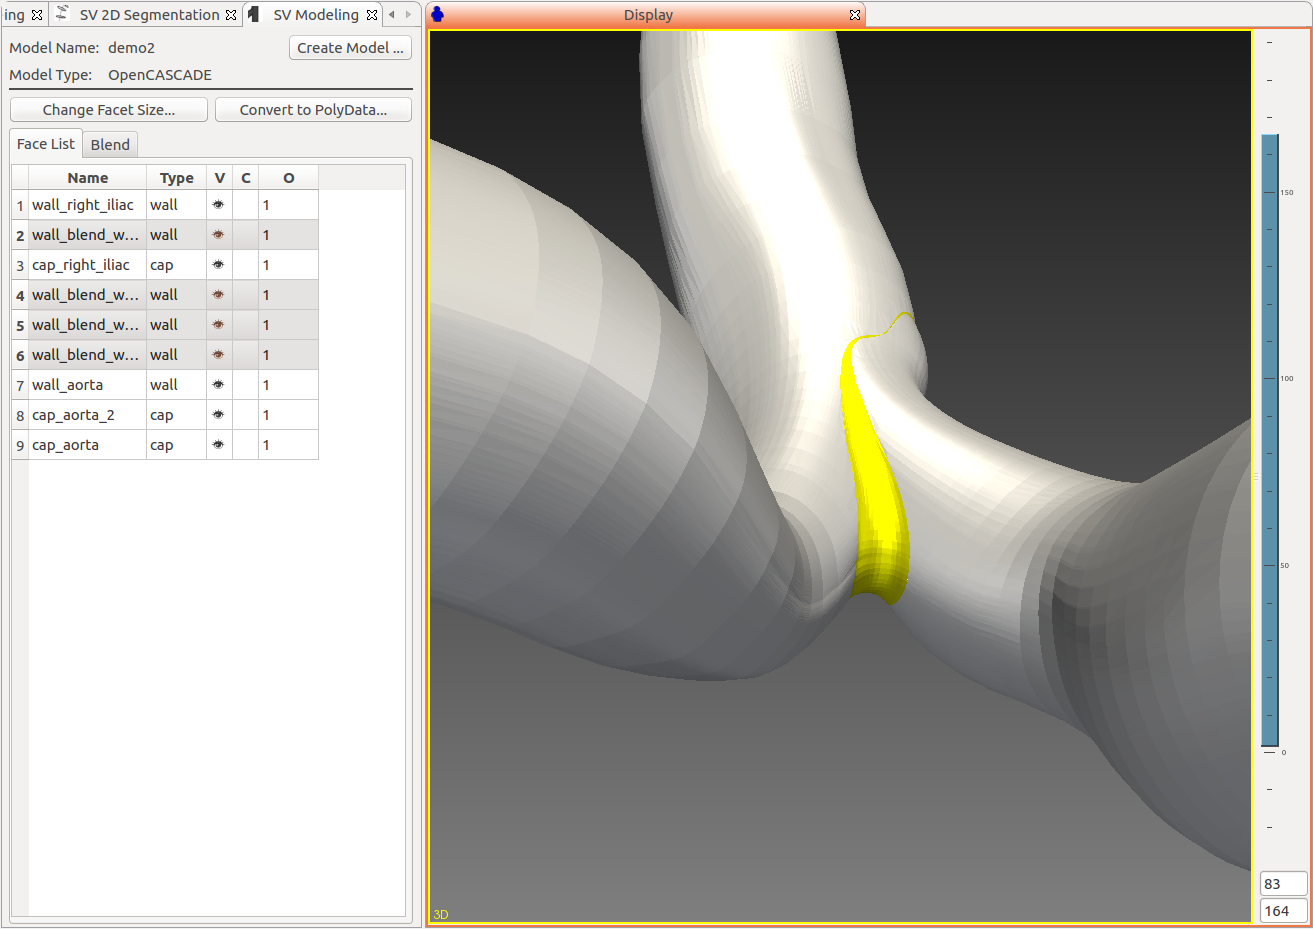 ing SV 2D Segmentation SV Modeling
Display
Model Name: demo2 Create Model ...
Model Type: OpenCASCADE
Change Facet Size... Convert to PolyData...
Face List Blend
Name Type V C O
1 wall_right_iliac wall 1
2 wall_blend_w... wall 1
3 cap_right_iliac cap 1
4 wall_blend_w... wall 1
5 wall_blend_w... wall 1
6 wall_blend_w... wall 1
7 wall_aorta wall 1
8 cap_aorta_2 cap 1
9 cap_aorta cap 1
3D
150
100
50
0
83
164